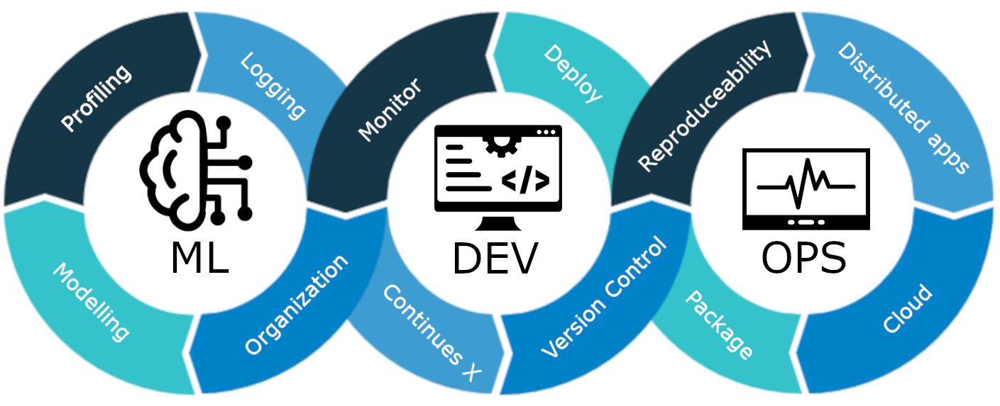 Profiling
Logging
Modelling
Organization
ML
Monitor
Deploy
Continues X
Version Control
DEV
Reproduceability
Distributed apps
Package
Cloud
OPS